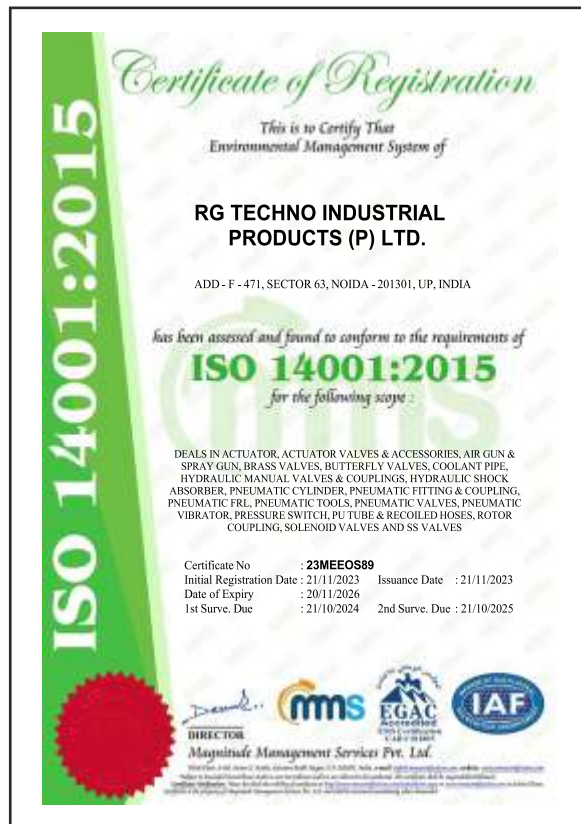 ISO 14001:2015
Certificate of Registration
This is to Certify That
Environmental Management System of
RG TECHNO INDUSTRIAL
PRODUCTS (P) LTD.
ADD - F - 471, SECTOR 63, NOIDA - 201301, UP, INDIA
has been assessed and found to conform to the requirements of
ISO 14001:2015
for the following scope :
DEALS IN ACTUATOR, ACTUATOR VALVES & ACCESSORIES, AIR GUN &
SPRAY GUN, BRASS VALVES, BUTTERFLY VALVES, COOLANT PIPE,
HYDRAULIC MANUAL VALVES & COUPLINGS, HYDRAULIC SHOCK
ABSORBER, PNEUMATIC CYLINDER, PNEUMATIC FITTING & COUPLING,
PNEUMATIC FRL, PNEUMATIC TOOLS, PNEUMATIC VALVES, PNEUMATIC
VIBRATOR, PRESSURE SWITCH, PU TUBE & RECOILED HOSES, ROTOR
COUPLING, SOLENOID VALVES AND SS VALVES
Certificate No : 23MEEOS89
Initial Registration Date : 21/11/2023 Issuance Date : 21/11/2023
Date of Expiry : 20/11/2026
1st Surve. Due : 21/10/2024 2nd Surve. Due : 21/10/2025
mms
EGAC
Accredited
IAF
DIRECTOR
Magnitude Management Services Pvt. Ltd.